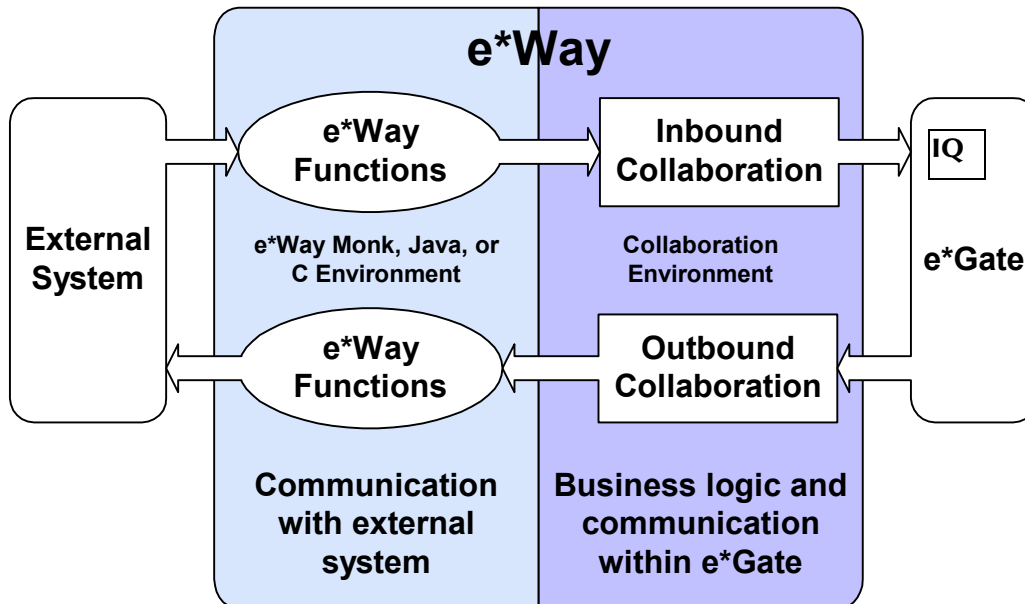 e*Way
e*Way
Functions
Inbound
Collaboration
IQ
External
System
e*Way Monk, Java, or
C Environment
Collaboration
Environment
e*Gate
e*Way
Functions
Outbound
Collaboration
Communication
with external
system
Business logic and
communication
within e*Gate